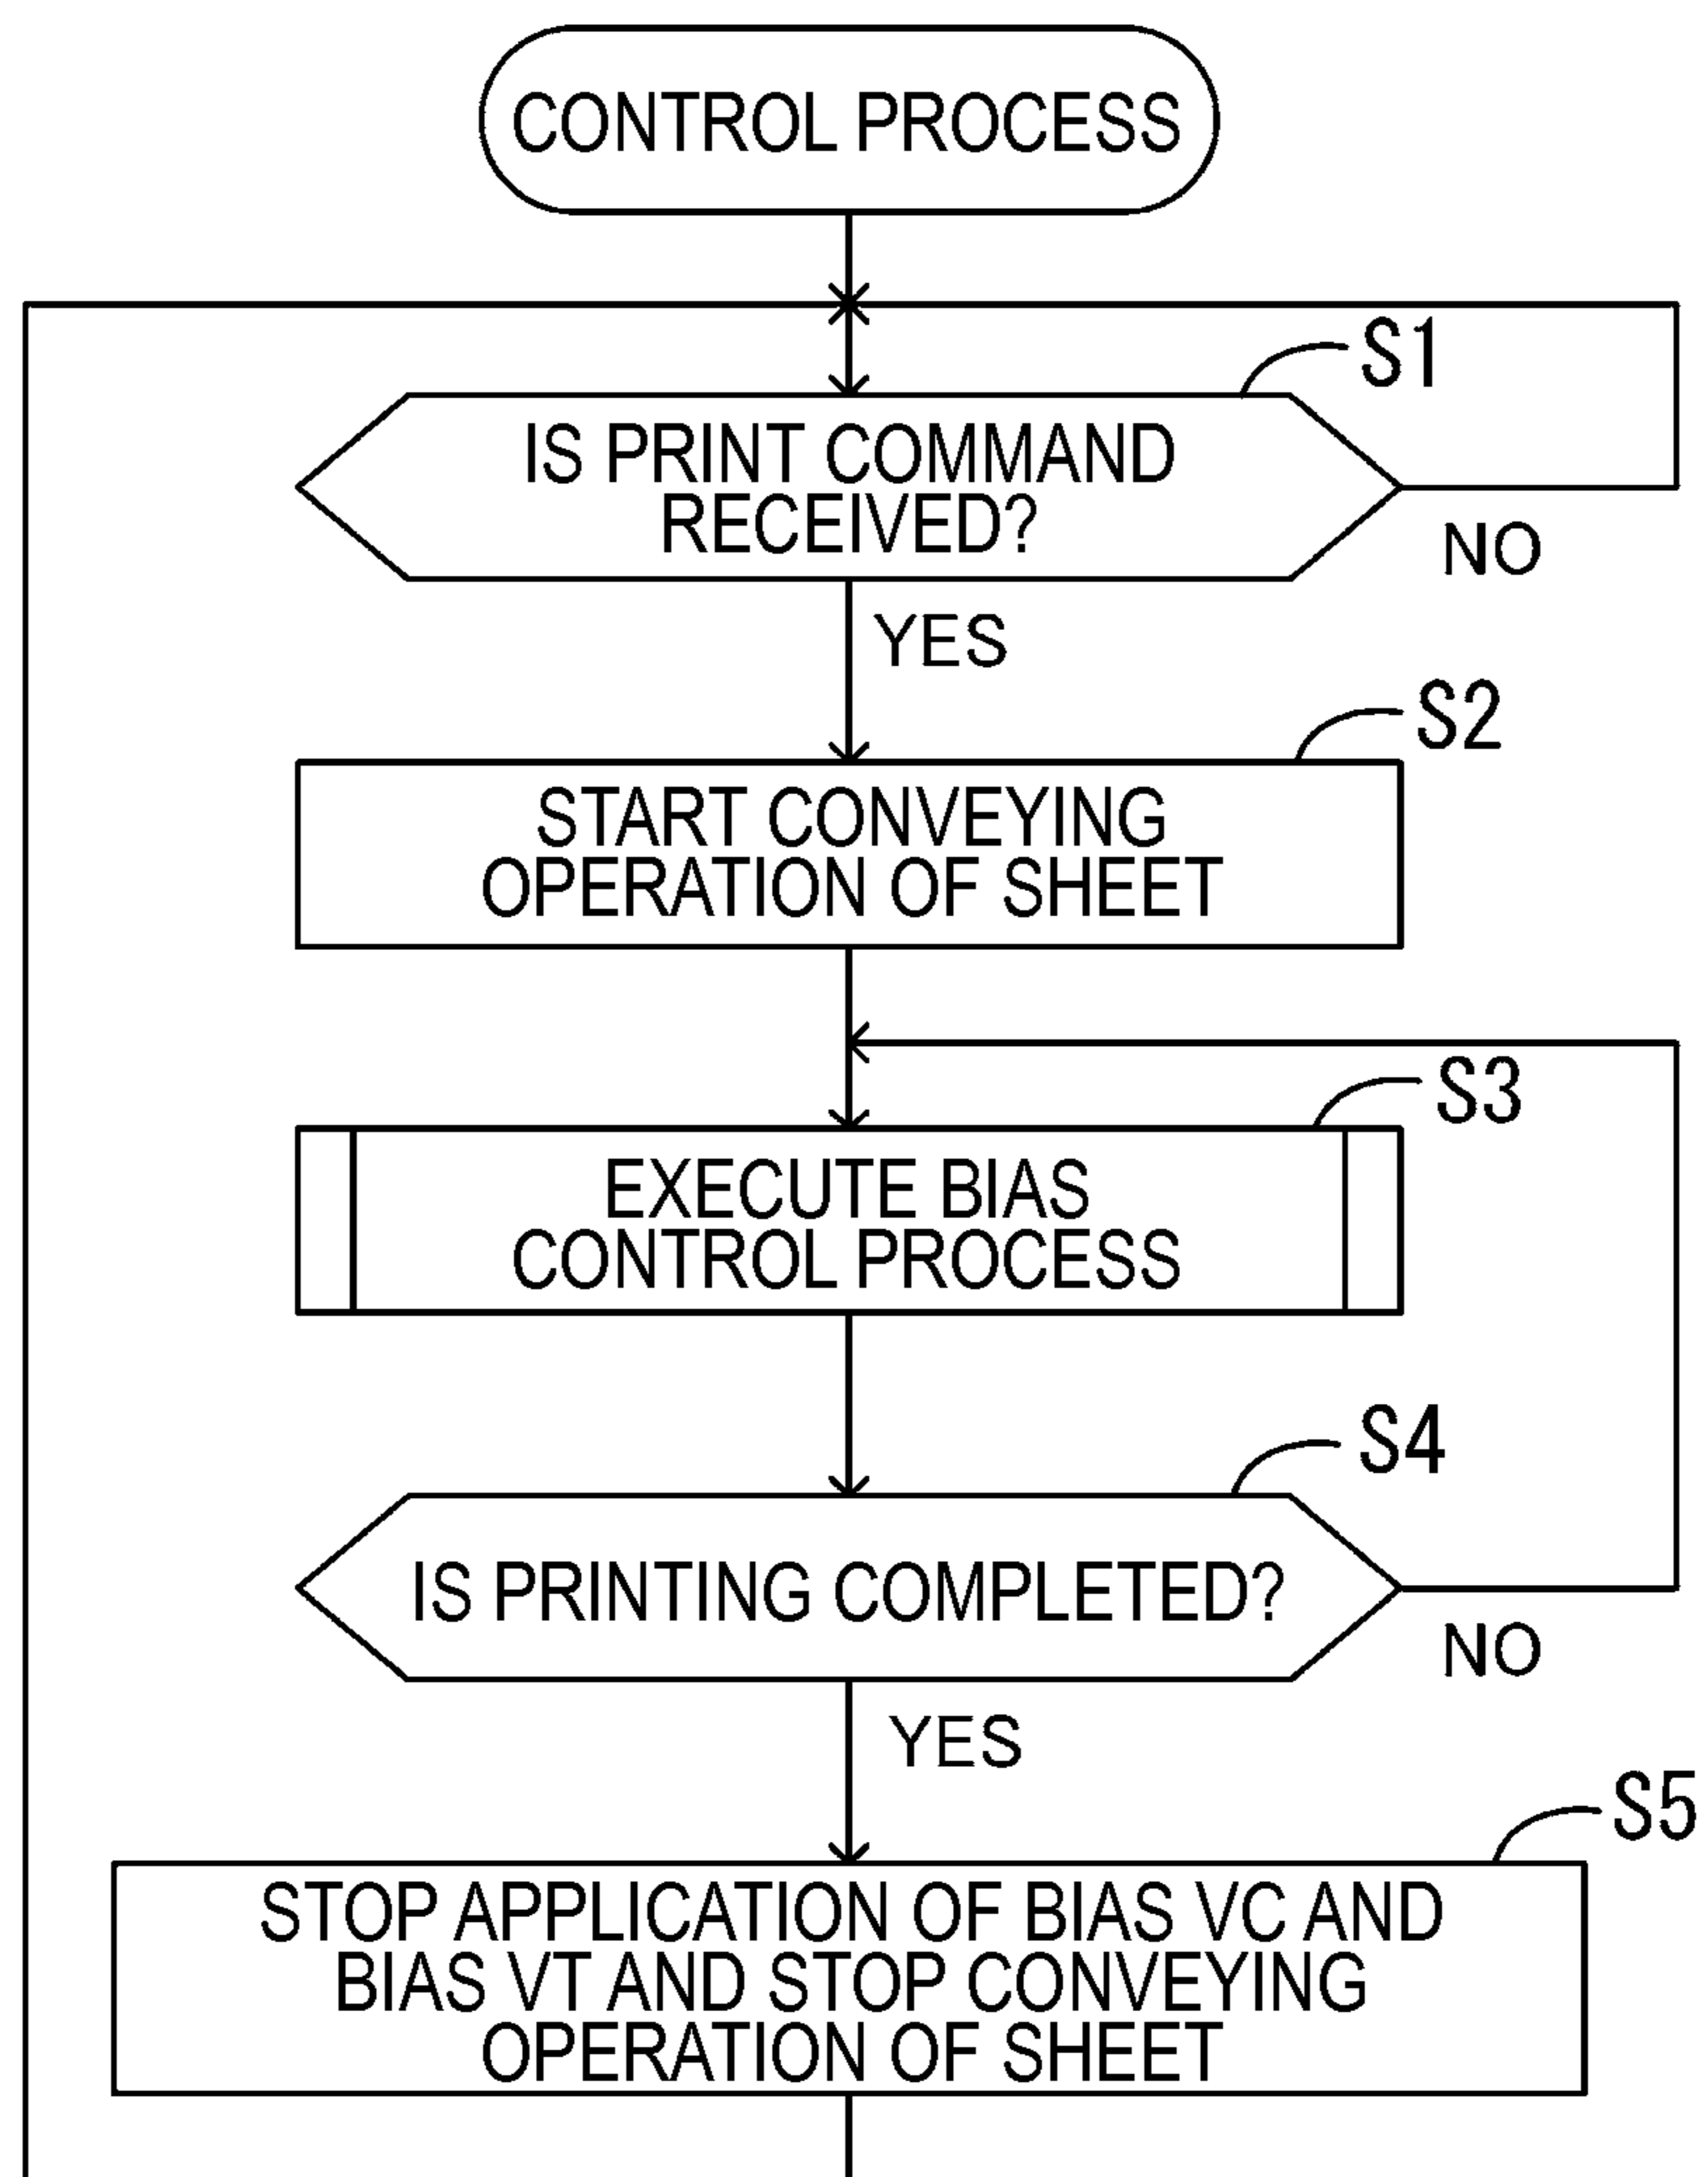 CONTROL PROCESS
S1
IS PRINT COMMAND
RECEIVED?
NO
YES
S2
START CONVEYING
OPERATION OF SHEET
S3
EXECUTE BIAS
CONTROL PROCESS
S4
IS PRINTING COMPLETED?
NO
YES
S5
STOP APPLICATION OF BIAS VC AND
BIAS VT AND STOP CONVEYING
OPERATION OF SHEET